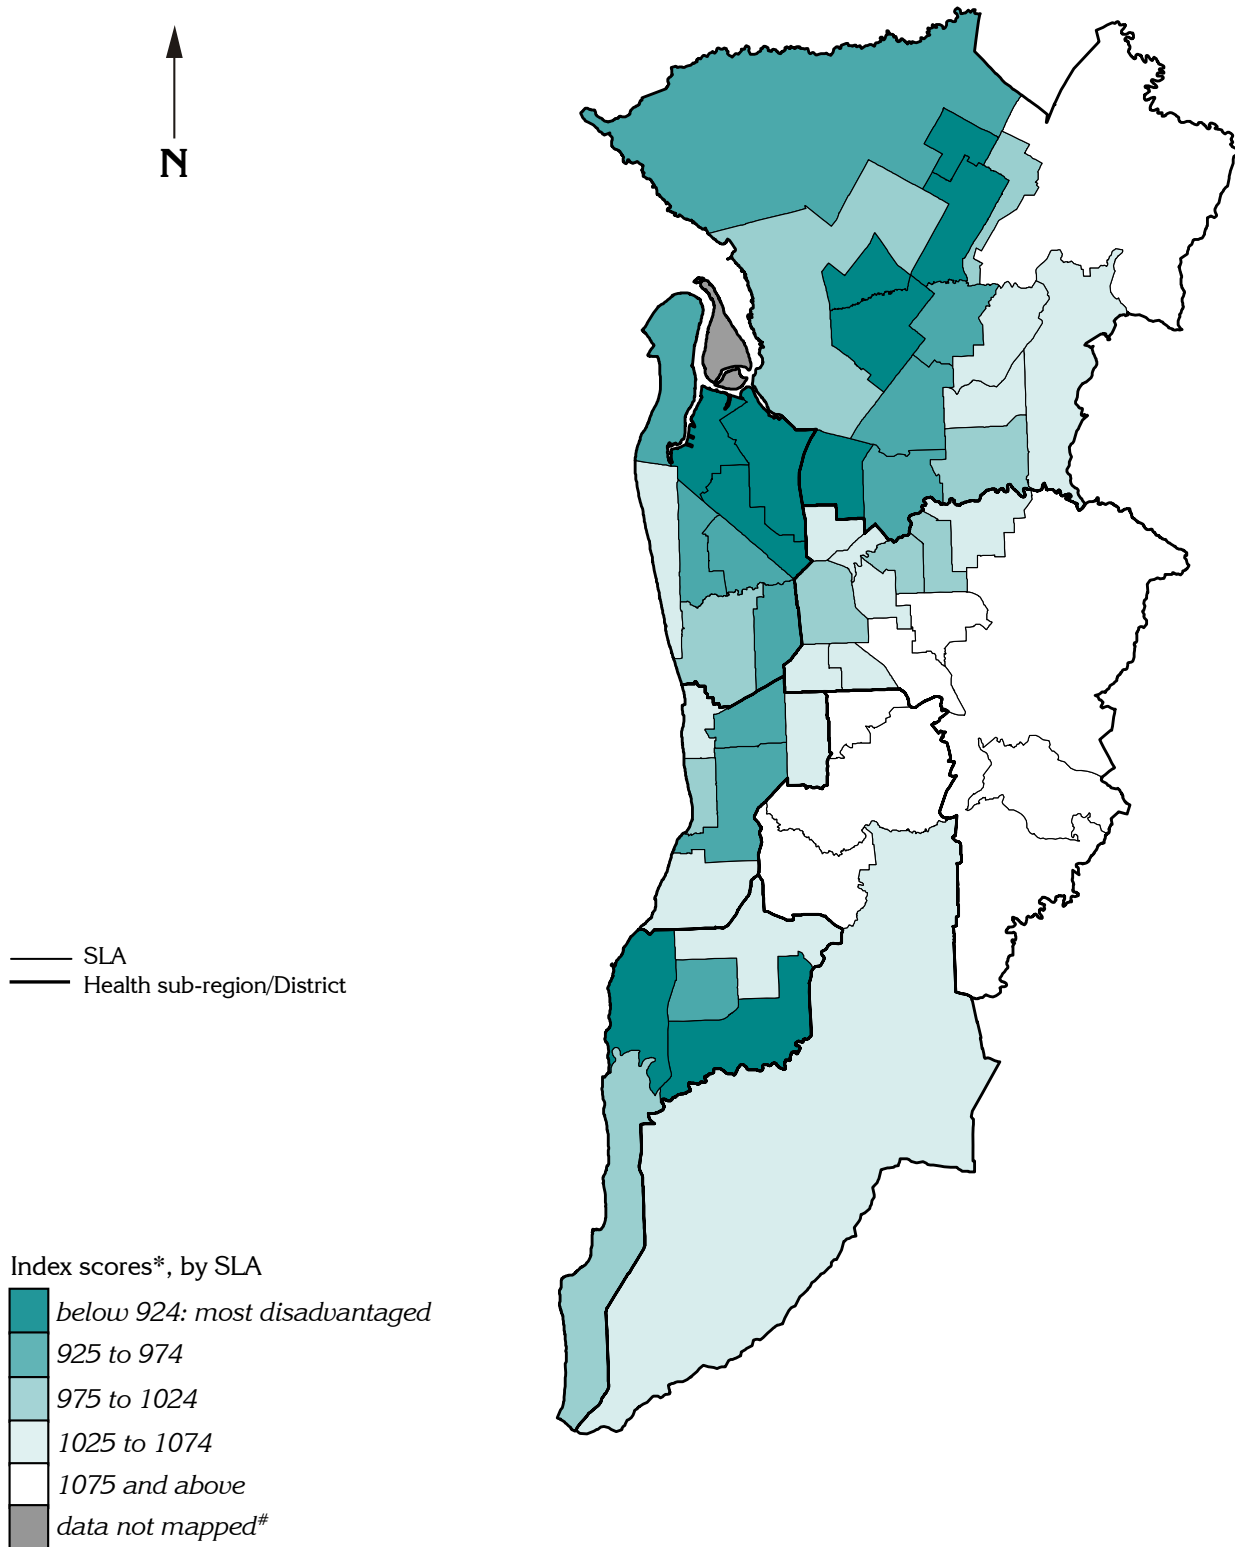 N
SLA
Health sub-region/District
Index scores*, by SLA
below 924: most disadvantaged
925 to 974
975 to 1024
1025 to 1074
1075 and above
data not mapped#